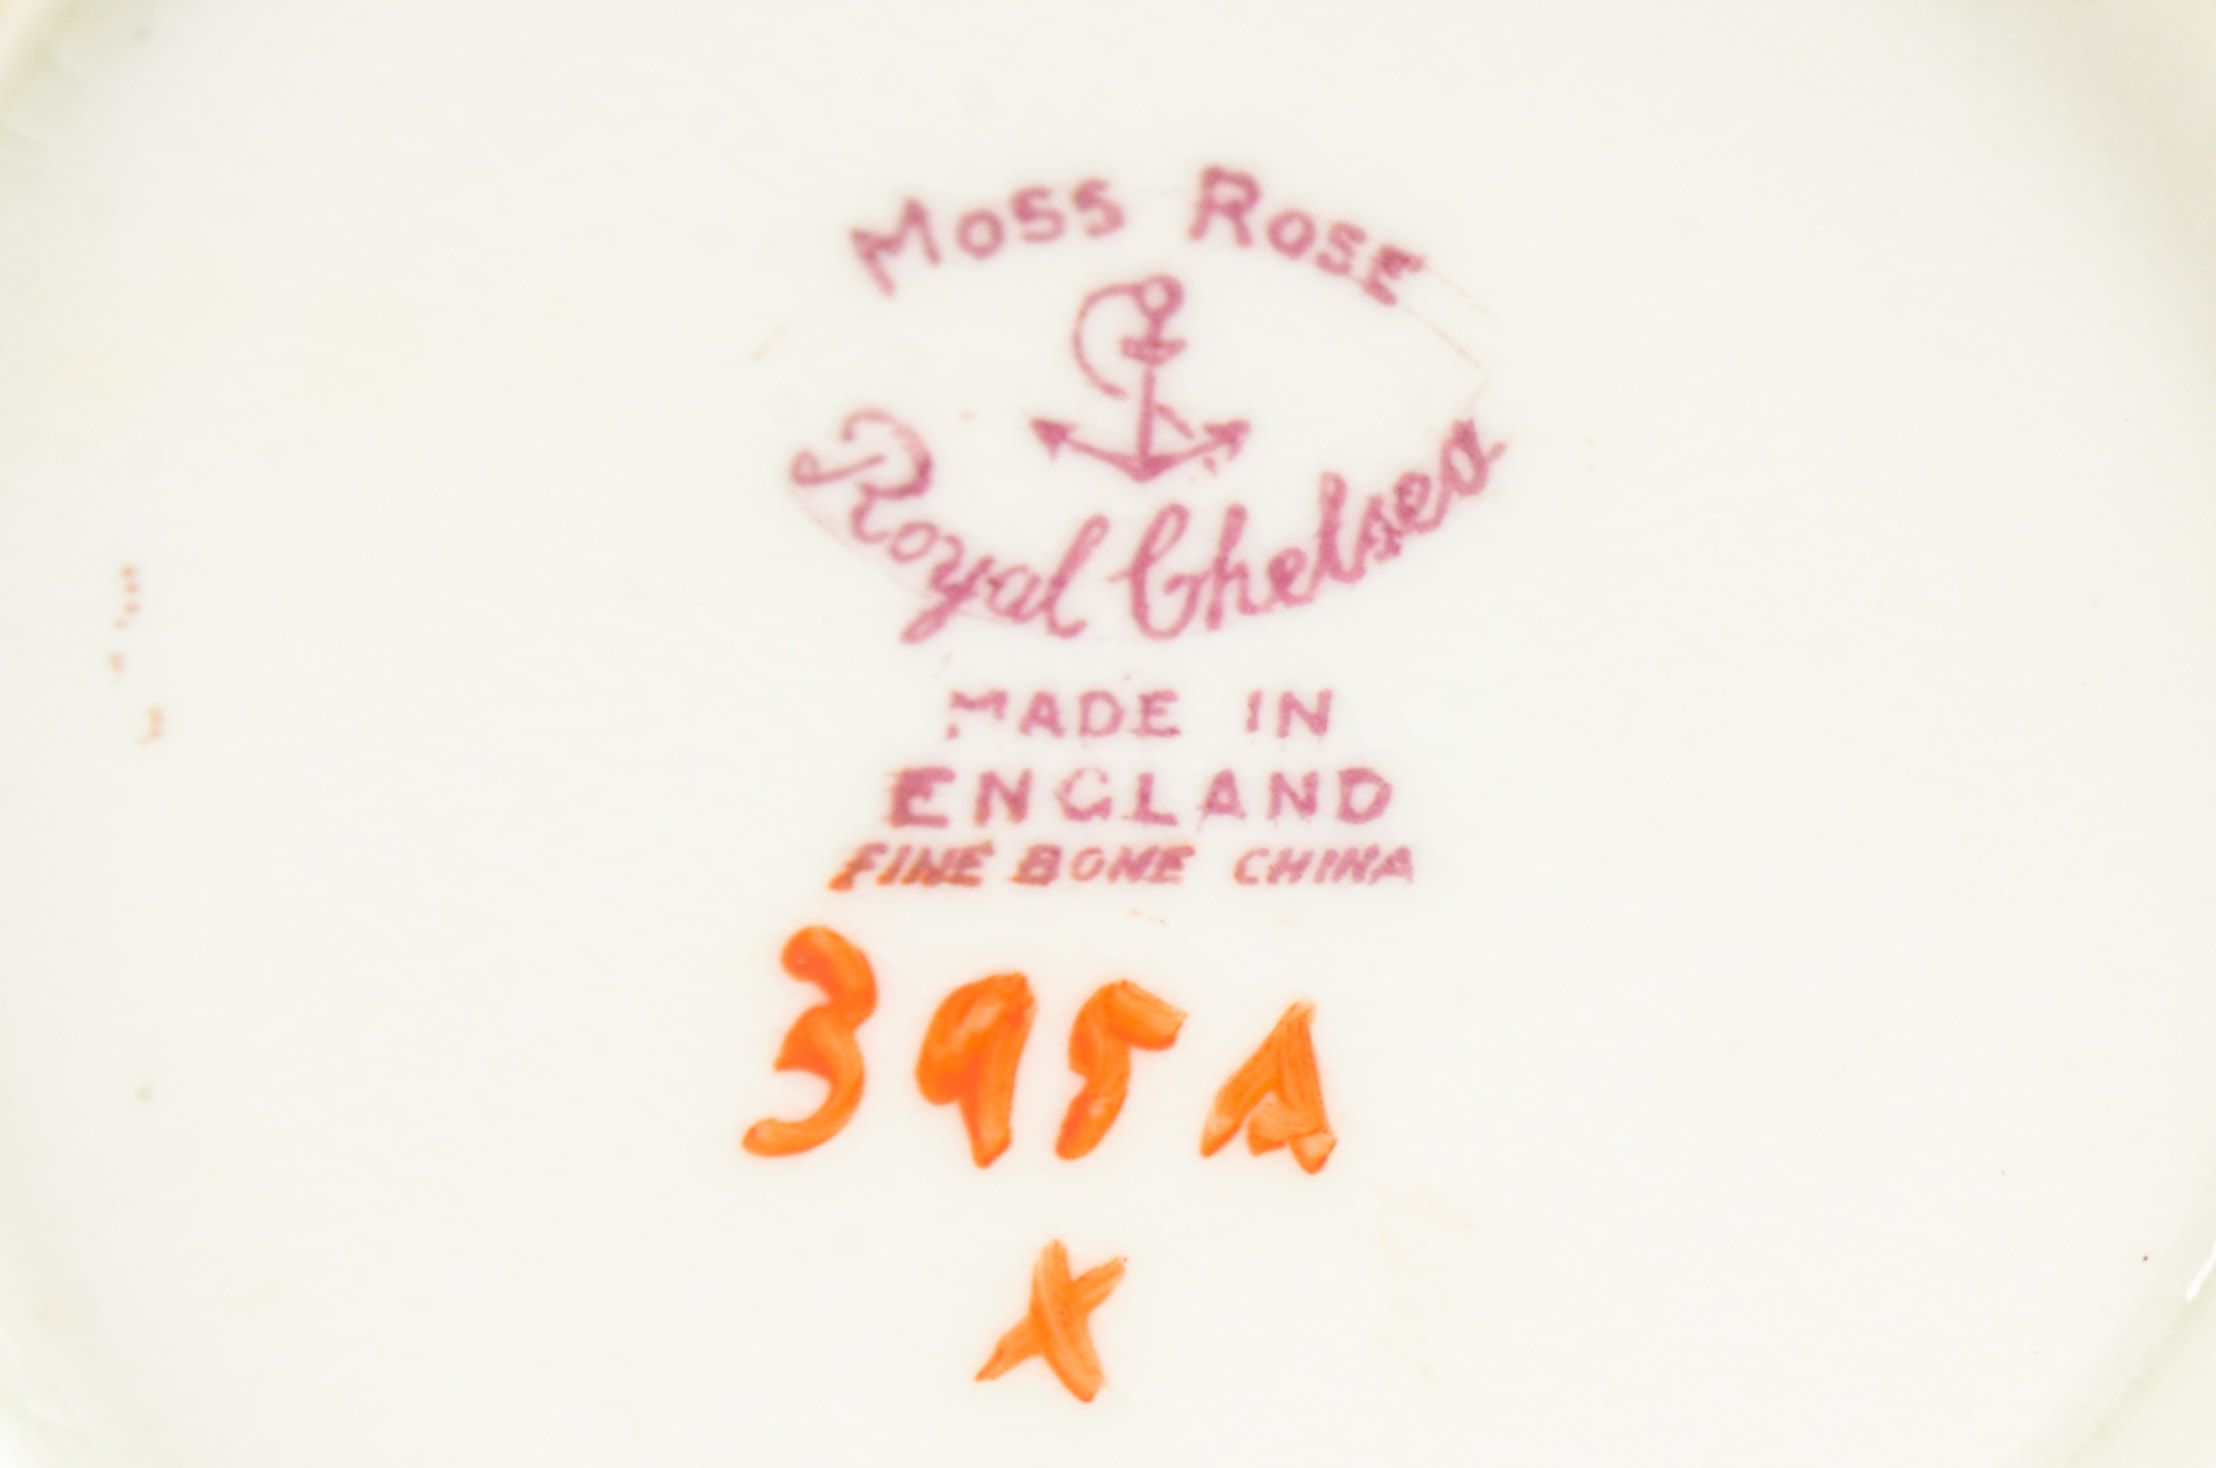 MOSS ROSE
Royal Chelsea
MADE IN
ENGLAND
FINE BONE CHINA
395A
X